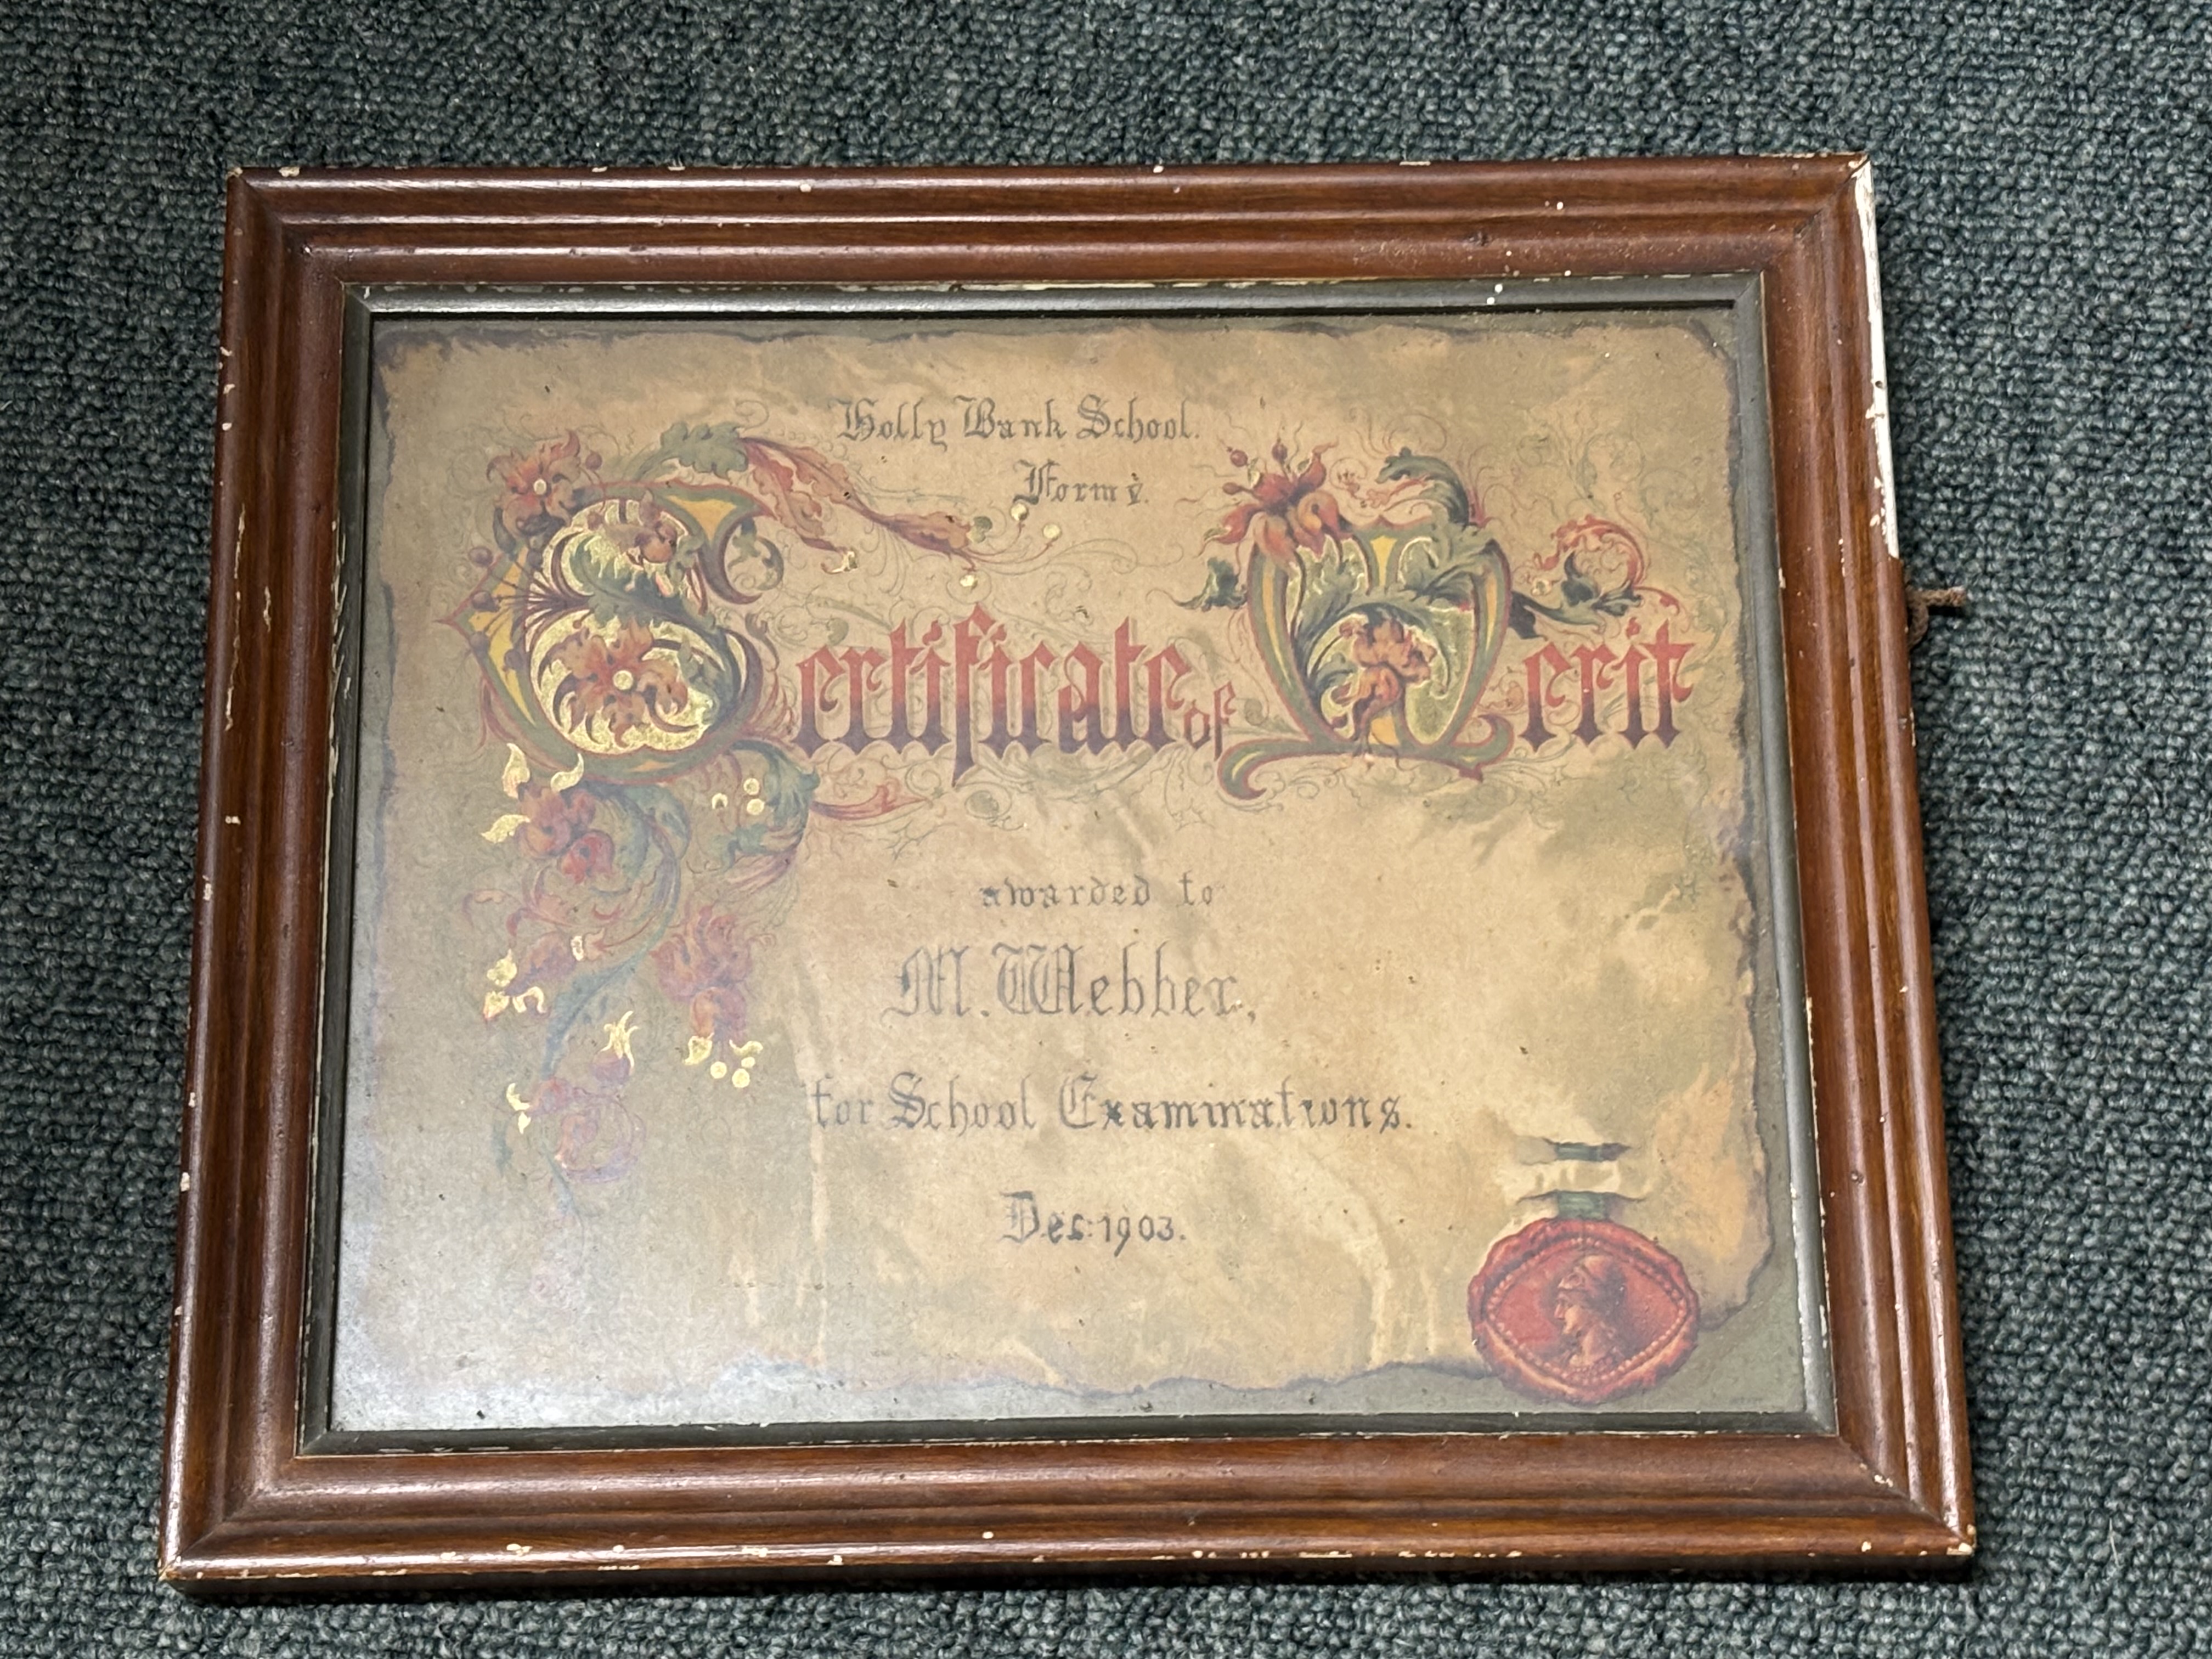 Holly Bank School.
Form V.
Certificate of Merit
awarded to
M. Webber,
for School Examinations.
Dec: 1903.